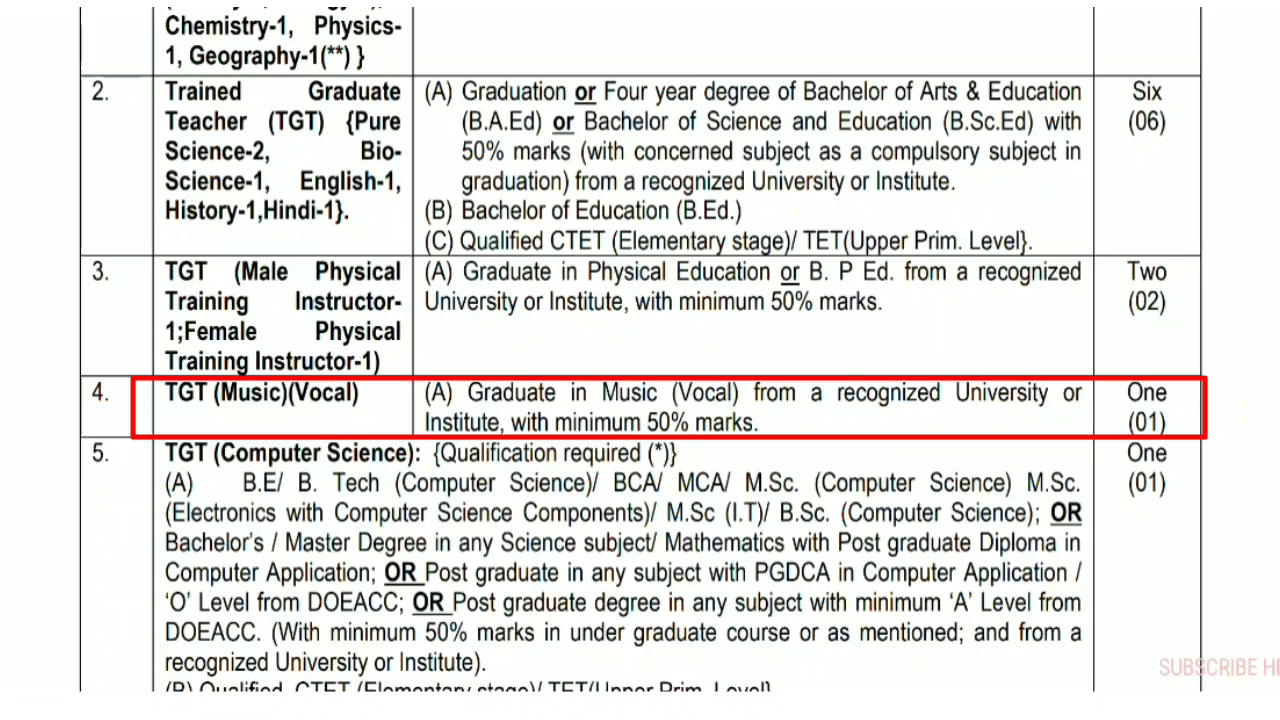 Chemistry-1, Physics-
1, Geography-1(**) }
2. Trained Graduate (A) Graduation or Four year degree of Bachelor of Arts & Education Six
Teacher (TGT) {Pure (B.A.Ed) or Bachelor of Science and Education (B.Sc.Ed) with (06)
Science-2, Bio- 50% marks (with concerned subject as a compulsory subject in
Science-1, English-1, graduation) from a recognized University or Institute.
History-1,Hindi-1}. (B) Bachelor of Education (B.Ed.)
(C) Qualified CTET (Elementary stage)/ TET(Upper Prim. Level}.
3. TGT (Male Physical (A) Graduate in Physical Education or B. P Ed. from a recognized Two
Training Instructor- University or Institute, with minimum 50% marks. (02)
1;Female Physical
Training Instructor-1)
4. TGT (Music)(Vocal) (A) Graduate in Music (Vocal) from a recognized University or One
Institute, with minimum 50% marks. (01)
5. TGT (Computer Science): {Qualification required (*)} One
(A) B.E/ B. Tech (Computer Science)/ BCA/ MCA/ M.Sc. (Computer Science) M.Sc. (01)
(Electronics with Computer Science Components)/ M.Sc (I.T)/ B.Sc. (Computer Science); OR
Bachelor's / Master Degree in any Science subject/ Mathematics with Post graduate Diploma in
Computer Application; OR Post graduate in any subject with PGDCA in Computer Application /
'O' Level from DOEACC; OR Post graduate degree in any subject with minimum 'A' Level from
DOEACC. (With minimum 50% marks in under graduate course or as mentioned; and from a
recognized University or Institute).
(B) Qualified CTET (Elementary stage)/ TET(Upper Prim. Level}
SUBSCRIBE HE